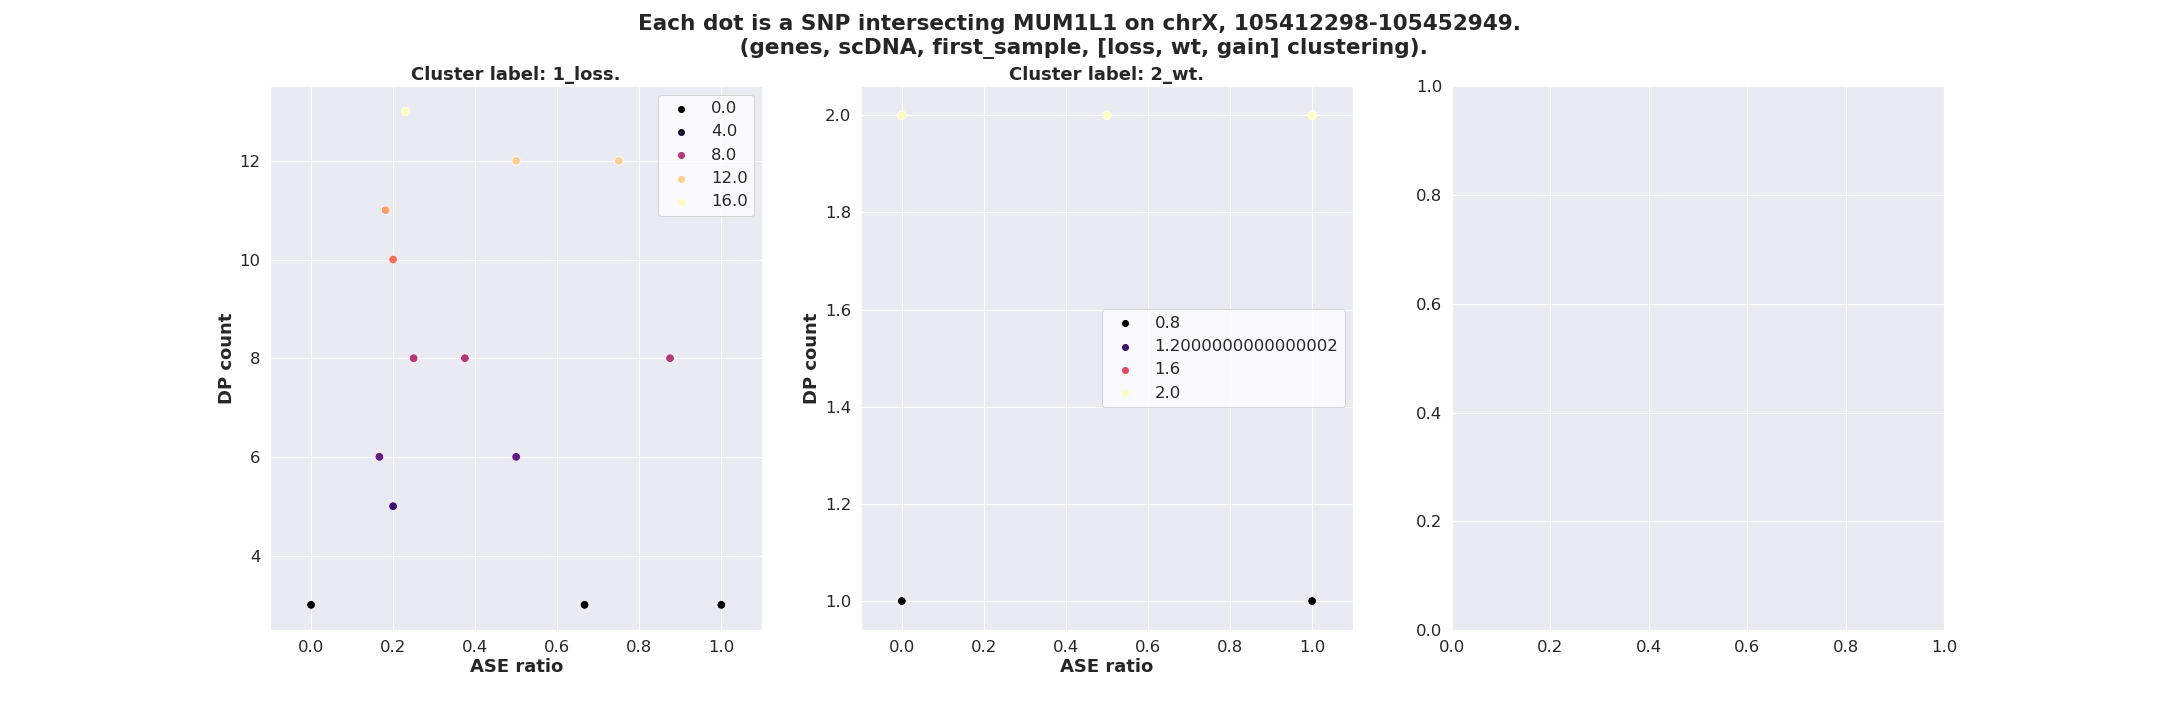 Each dot is a SNP intersecting MUM1L1 on chrX, 105412298-105452949.
(genes, scDNA, first_sample, [loss, wt, gain] clustering).
Cluster label: 1_loss.
12
10
8
6
4
DP count
0.0
4.0
8.0
12.0
16.0
0.0 0.2 0.4 0.6 0.8 1.0
ASE ratio
Cluster label: 2_wt.
2.0
1.8
1.6
1.4
1.2
1.0
DP count
0.8
1.2000000000000002
1.6
2.0
0.0 0.2 0.4 0.6 0.8 1.0
ASE ratio
1.0
0.8
0.6
0.4
0.2
0.0
0.0 0.2 0.4 0.6 0.8 1.0